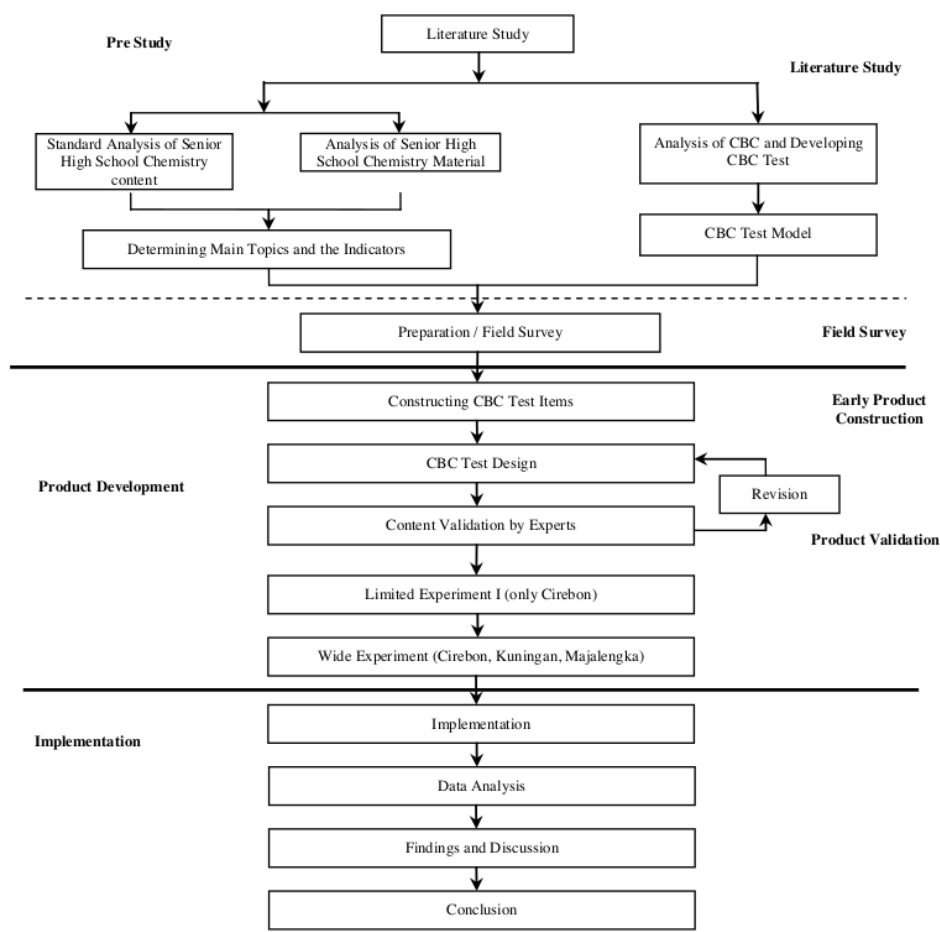 Literature Study
Pre Study
Literature Study
Standard Analysis of Senior
High School Chemistry
content
Analysis of Senior High
School Chemistry Material
Analysis of CBC and Developing
CBC Test
CBC Test Model
Determining Main Topics and the Indicators
Preparation / Field Survey
Field Survey
Constructing CBC Test Items
Early Product
Construction
CBC Test Design
Product Development
Revision
Content Validation by Experts
Product Validation
Limited Experiment I (only Cirebon)
Wide Experiment (Cirebon, Kuningan, Majalengka)
Implementation
Implementation
Data Analysis
Findings and Discussion
Conclusion